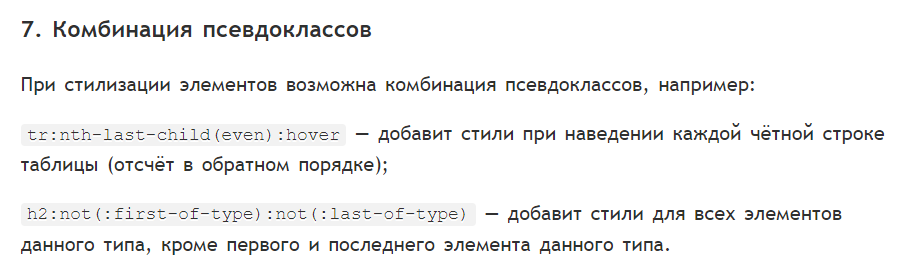 7. Комбинация псевдоклассов
При стилизации элементов возможна комбинация псевдоклассов, например:
tr:nth-last-child(even):hover — добавит стили при наведении каждой чётной строке
таблицы (отсчёт в обратном порядке);
h2:not(:first-of-type):not(:last-of-type) — добавит стили для всех элементов
данного типа, кроме первого и последнего элемента данного типа.